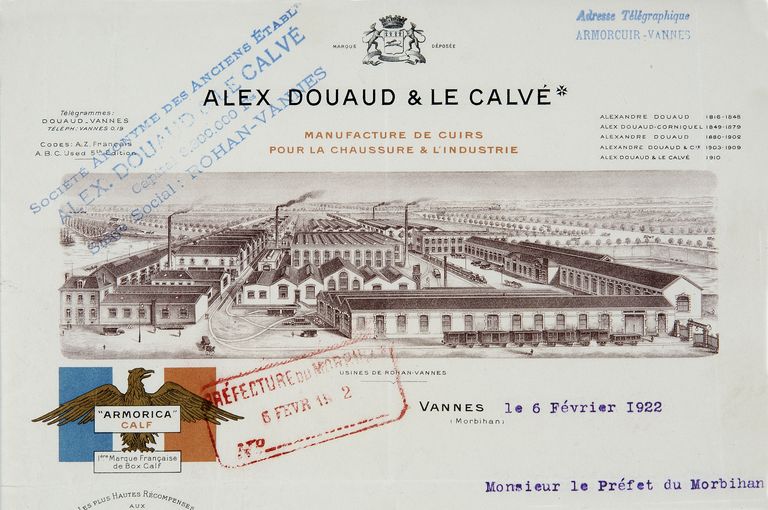 MARQUE DÉPOSÉE
Adresse Télégraphique
ARMORCUIR-VANNES
ALEX. DOUAUD & LE CALVÉ
Télégrammes:
DOUAUD-VANNES
TÉLÉPH: VANNES 0.19
CODES: A.Z. Français
A.B.C. Used 5th Edition
SOCIÉTÉ ANONYME DES ANCIENS ÉTABLts
ALEX. DOUAUD & LE CALVÉ
Capital
Siège Social: ROHAN-VANNES
MANUFACTURE DE CUIRS
POUR LA CHAUSSURE & L'INDUSTRIE
ALEXANDRE DOUAUD 1816-1848
ALEX DOUAUD-CORNIQUEL 1849-1879
ALEXANDRE DOUAUD 1880-1902
ALEXANDRE DOUAUD & Cie 1903-1909
ALEX. DOUAUD & LE CALVÉ 1910
USINES DE ROHAN-VANNES
"ARMORICA"
CALF
1ère Marque Française
de Box Calf
PRÉFECTURE DU MORBIHAN
6 FEVR 19 2
VANNES le 6 Février 1922
(Morbihan)
Monsieur le Préfet du Morbihan
LES PLUS HAUTES RÉCOMPENSES
AUX